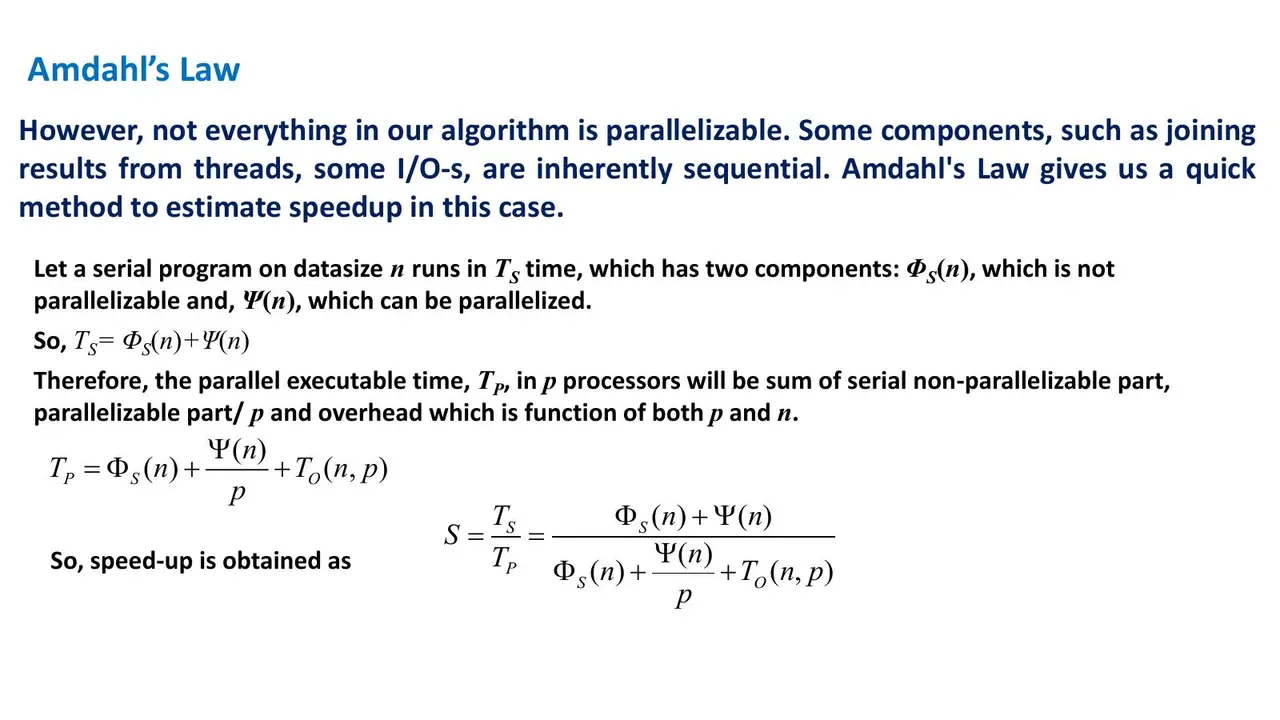 Amdahl’s Law
However, not everything in our algorithm is parallelizable. Some components, such as joining
results from threads, some I/O-s, are inherently sequential. Amdahl's Law gives us a quick
method to estimate speedup in this case.
Let a serial program on datasize n runs in T_S time, which has two components: Φ_S(n), which is not
parallelizable and, Ψ(n), which can be parallelized.
So, T_S= Φ_S(n)+Ψ(n)
Therefore, the parallel executable time, T_P, in p processors will be sum of serial non-parallelizable part,
parallelizable part/ p and overhead which is function of both p and n.
T_P = Φ_S(n) + Ψ(n)/p + T_O(n, p)
So, speed-up is obtained as
S = T_S/T_P = (Φ_S(n) + Ψ(n))/(Φ_S(n) + Ψ(n)/p + T_O(n, p))